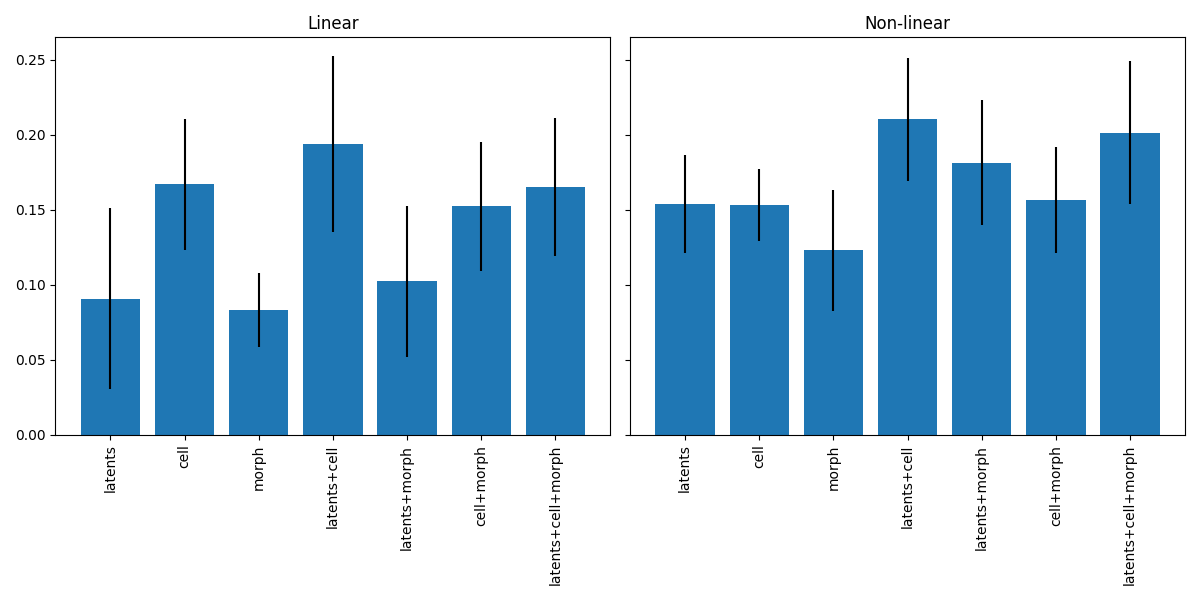 Linear
Non-linear
0.25
0.20
0.15
0.10
0.05
0.00
latents
cell
morph
latents+cell
latents+morph
cell+morph
latents+cell+morph
latents
cell
morph
latents+cell
latents+morph
cell+morph
latents+cell+morph